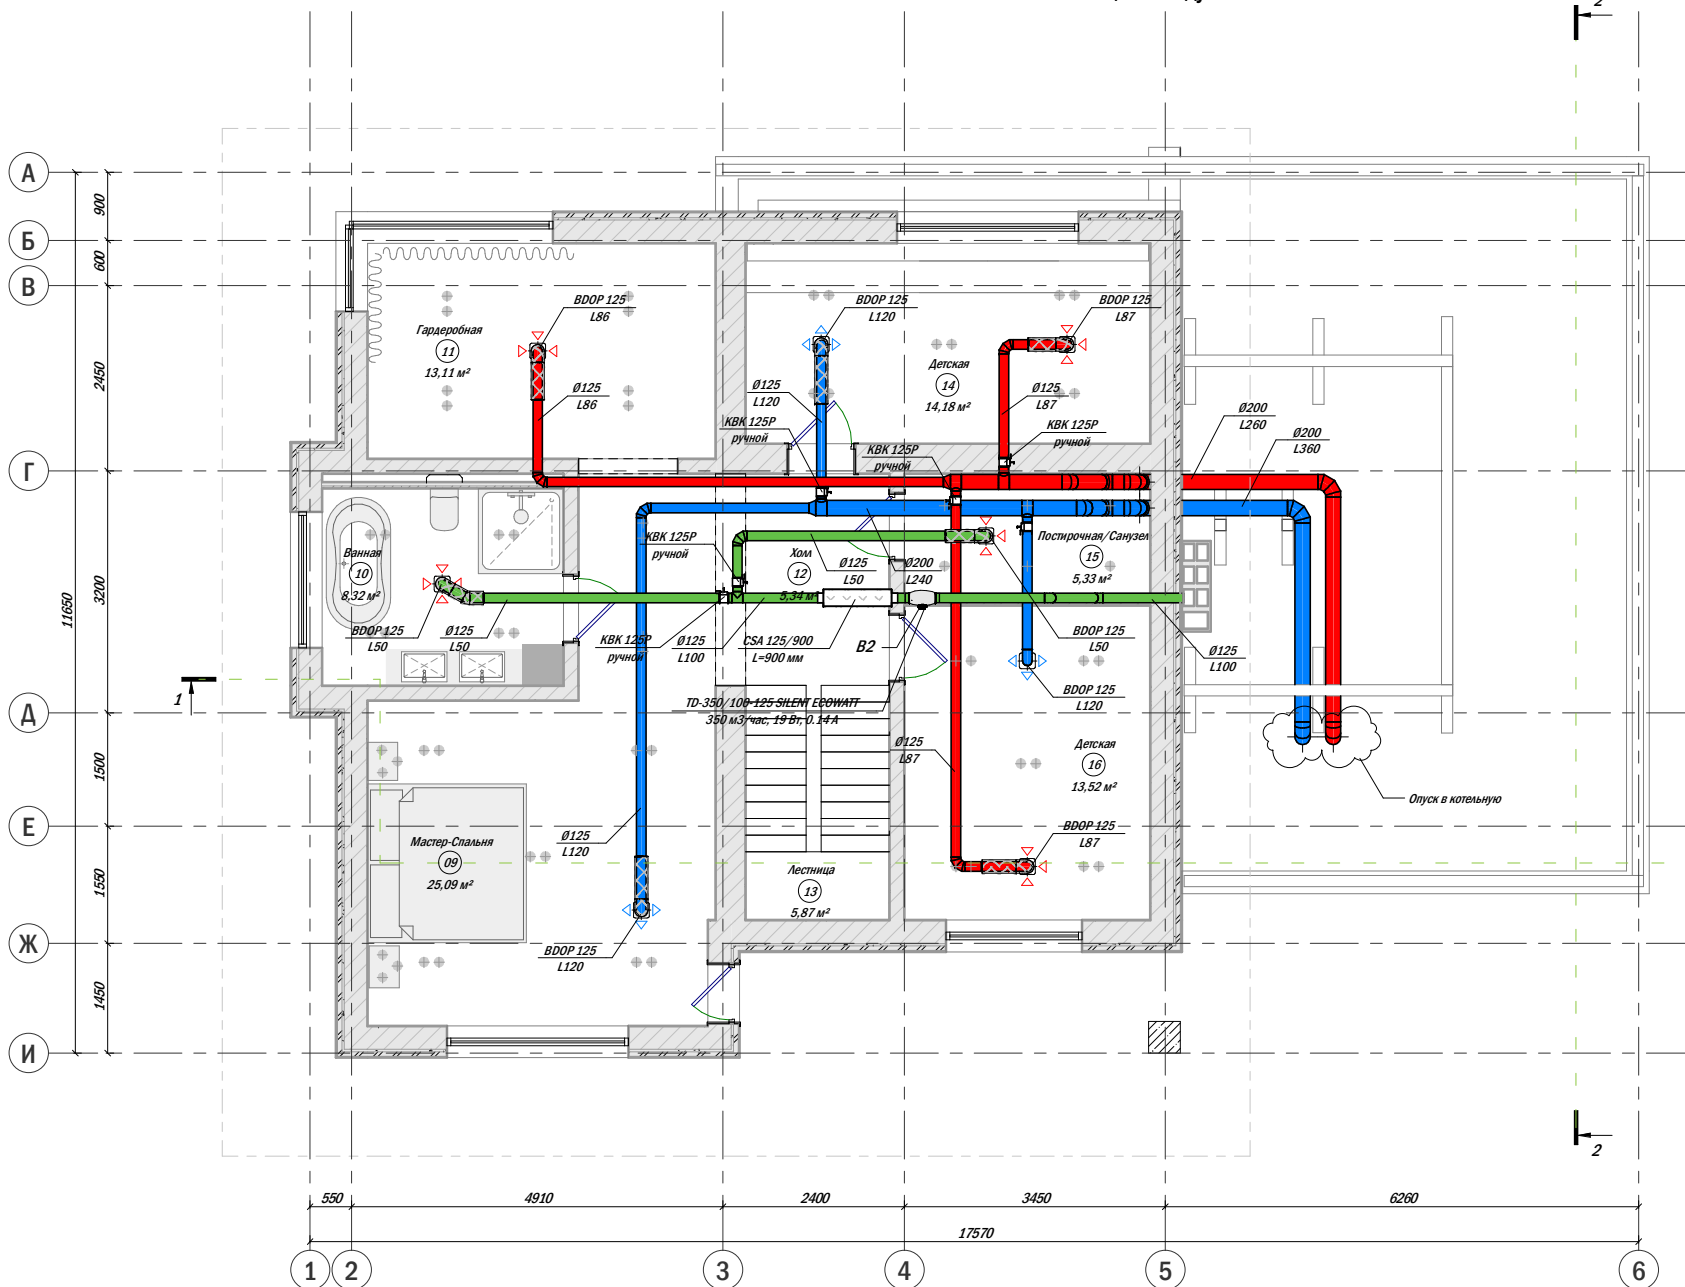 2
А
Б
В
Г
Д
Е
Ж
И
900
600
2450
3200
1500
1550
1450
11650
BDOP 125
L86
Гардеробная
11
13,11 м²
Ø125
L86
BDOP 125
L120
BDOP 125
L87
Детская
14
14,18 м²
Ø125
L120
Ø125
L87
КВК 125Р
ручной
КВК 125Р
ручной
КВК 125Р
ручной
Ø200
L260
Ø200
L360
КВК 125Р
ручной
Ванная
10
8,32 м²
Холл
12
5,34 м²
Ø125
L50
Ø200
L240
Постирочная/Санузел
15
5,33 м²
BDOP 125
L50
Ø125
L50
КВК 125Р
ручной
Ø125
L100
CSA 125/900
L=900 мм
В2
BDOP 125
L50
Ø125
L100
BDOP 125
L120
TD-350/100-125 SILENT ECOWATT
350 м3/час, 19 Вт, 0.14 А
1
Ø125
L87
Детская
16
13,52 м²
Опуск в котельную
Мастер-Спальня
09
25,09 м²
Ø125
L120
BDOP 125
L87
Лестница
13
5,87 м²
BDOP 125
L120
2
550
4910
2400
3450
6260
17570
1
2
3
4
5
6